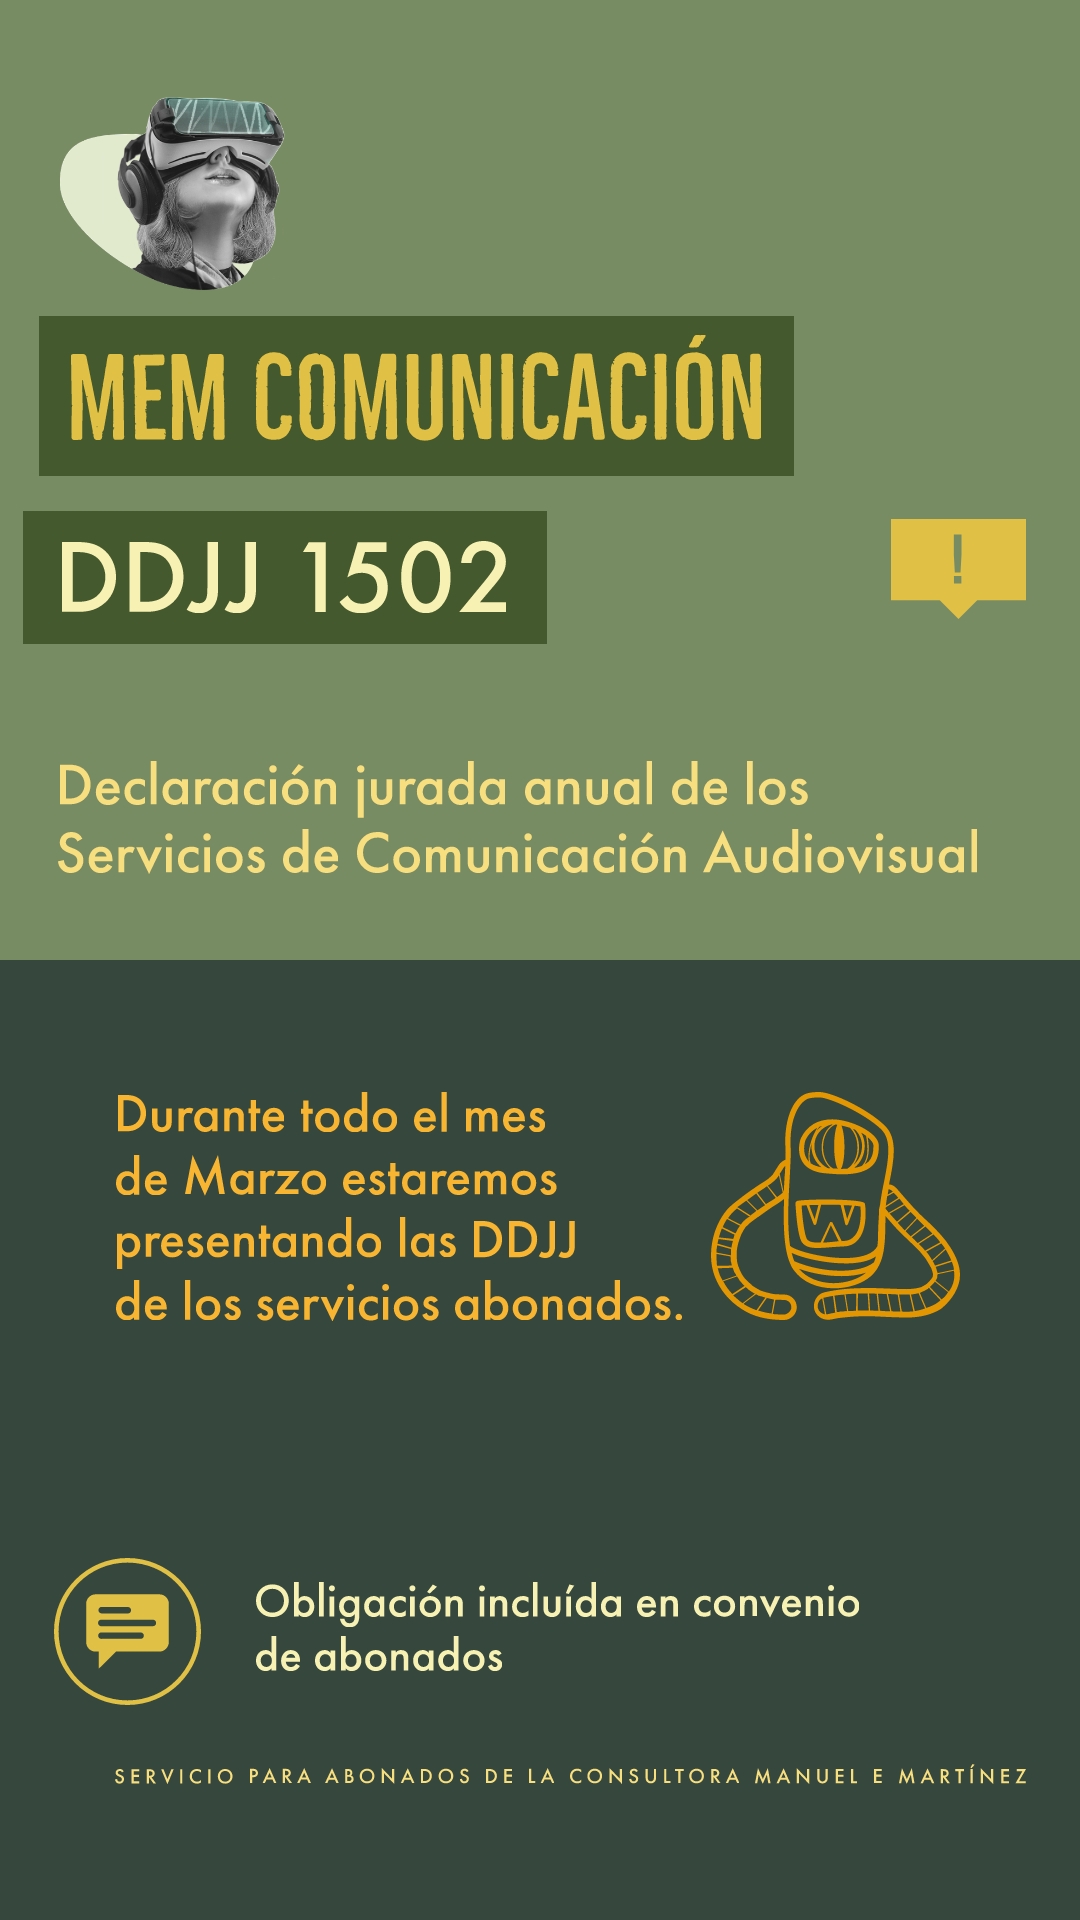 MEM COMUNICACIÓN
DDJJ 1502
!
Declaración jurada anual de los
Servicios de Comunicación Audiovisual
Durante todo el mes
de Marzo estaremos
presentando las DDJJ
de los servicios abonados.
Obligación incluída en convenio
de abonados
SERVICIO PARA ABONADOS DE LA CONSULTORA MANUEL E MARTÍNEZ